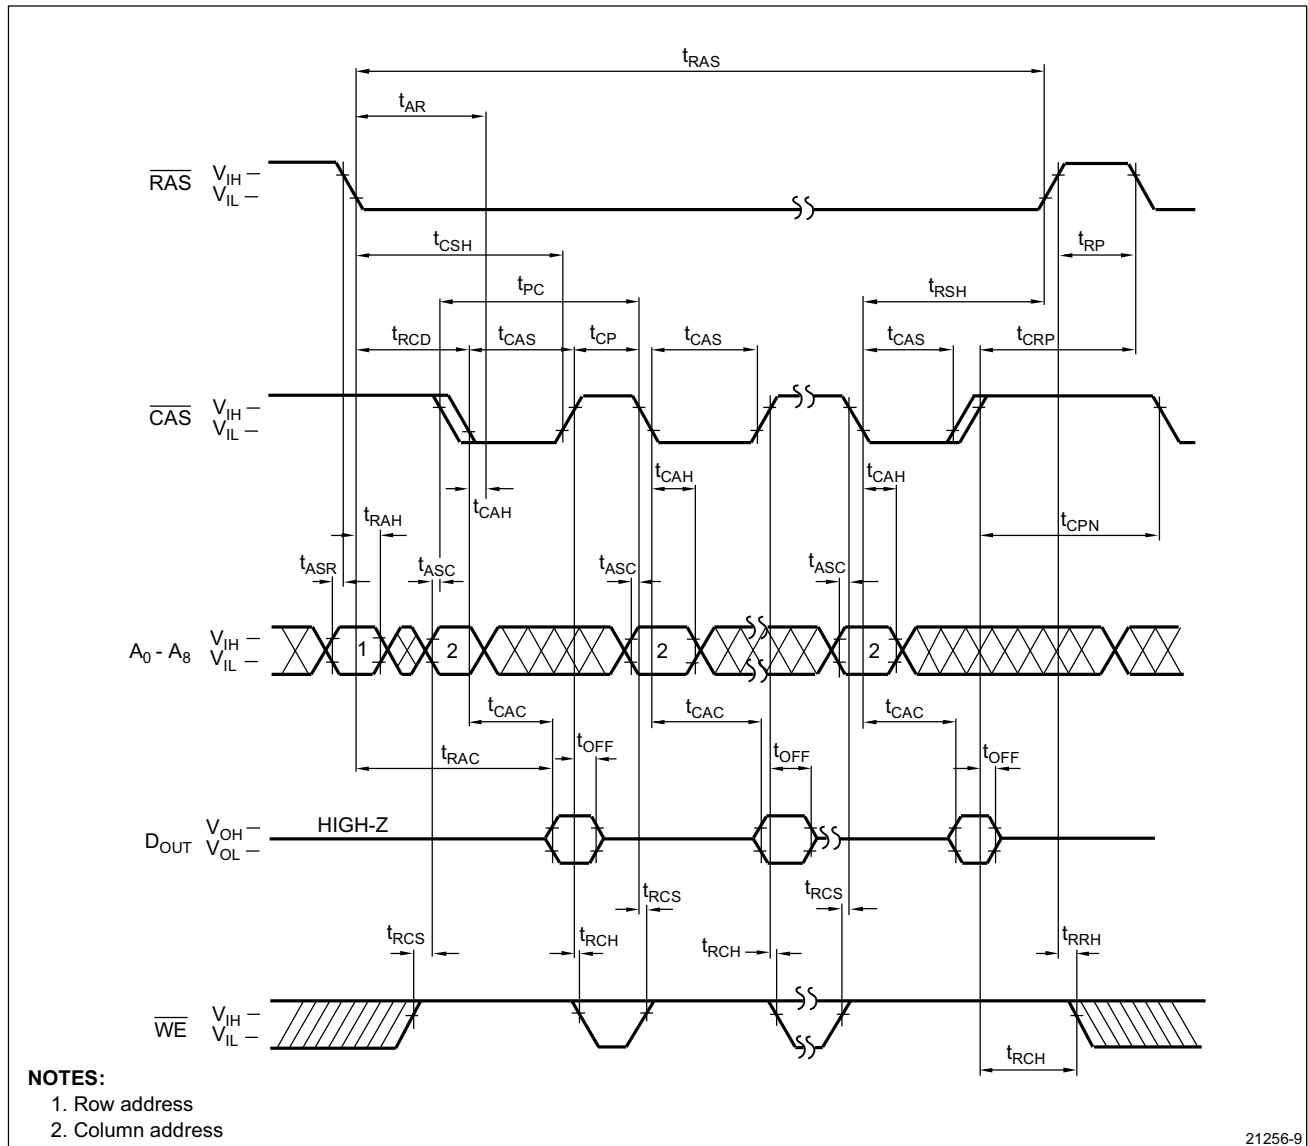 tRAS
tAR
RAS VIH
VIL
tCSH
tRP
tPC
tRSH
tRCD tCAS tCP tCAS tCAS tCRP
CAS VIH
VIL
tCAH tCAH
tCAH
tRAH
tCPN
tASR tASC tASC tASC
A0 - A8 VIH
VIL
1 2 2 2
tCAC tCAC tCAC
tRAC tOFF tOFF tOFF
DOUT VOH
VOL
HIGH-Z
tRCS tRCS
tRCS tRCH tRCH tRRH
WE VIH
VIL
tRCH
NOTES:
1. Row address
2. Column address
21256-9